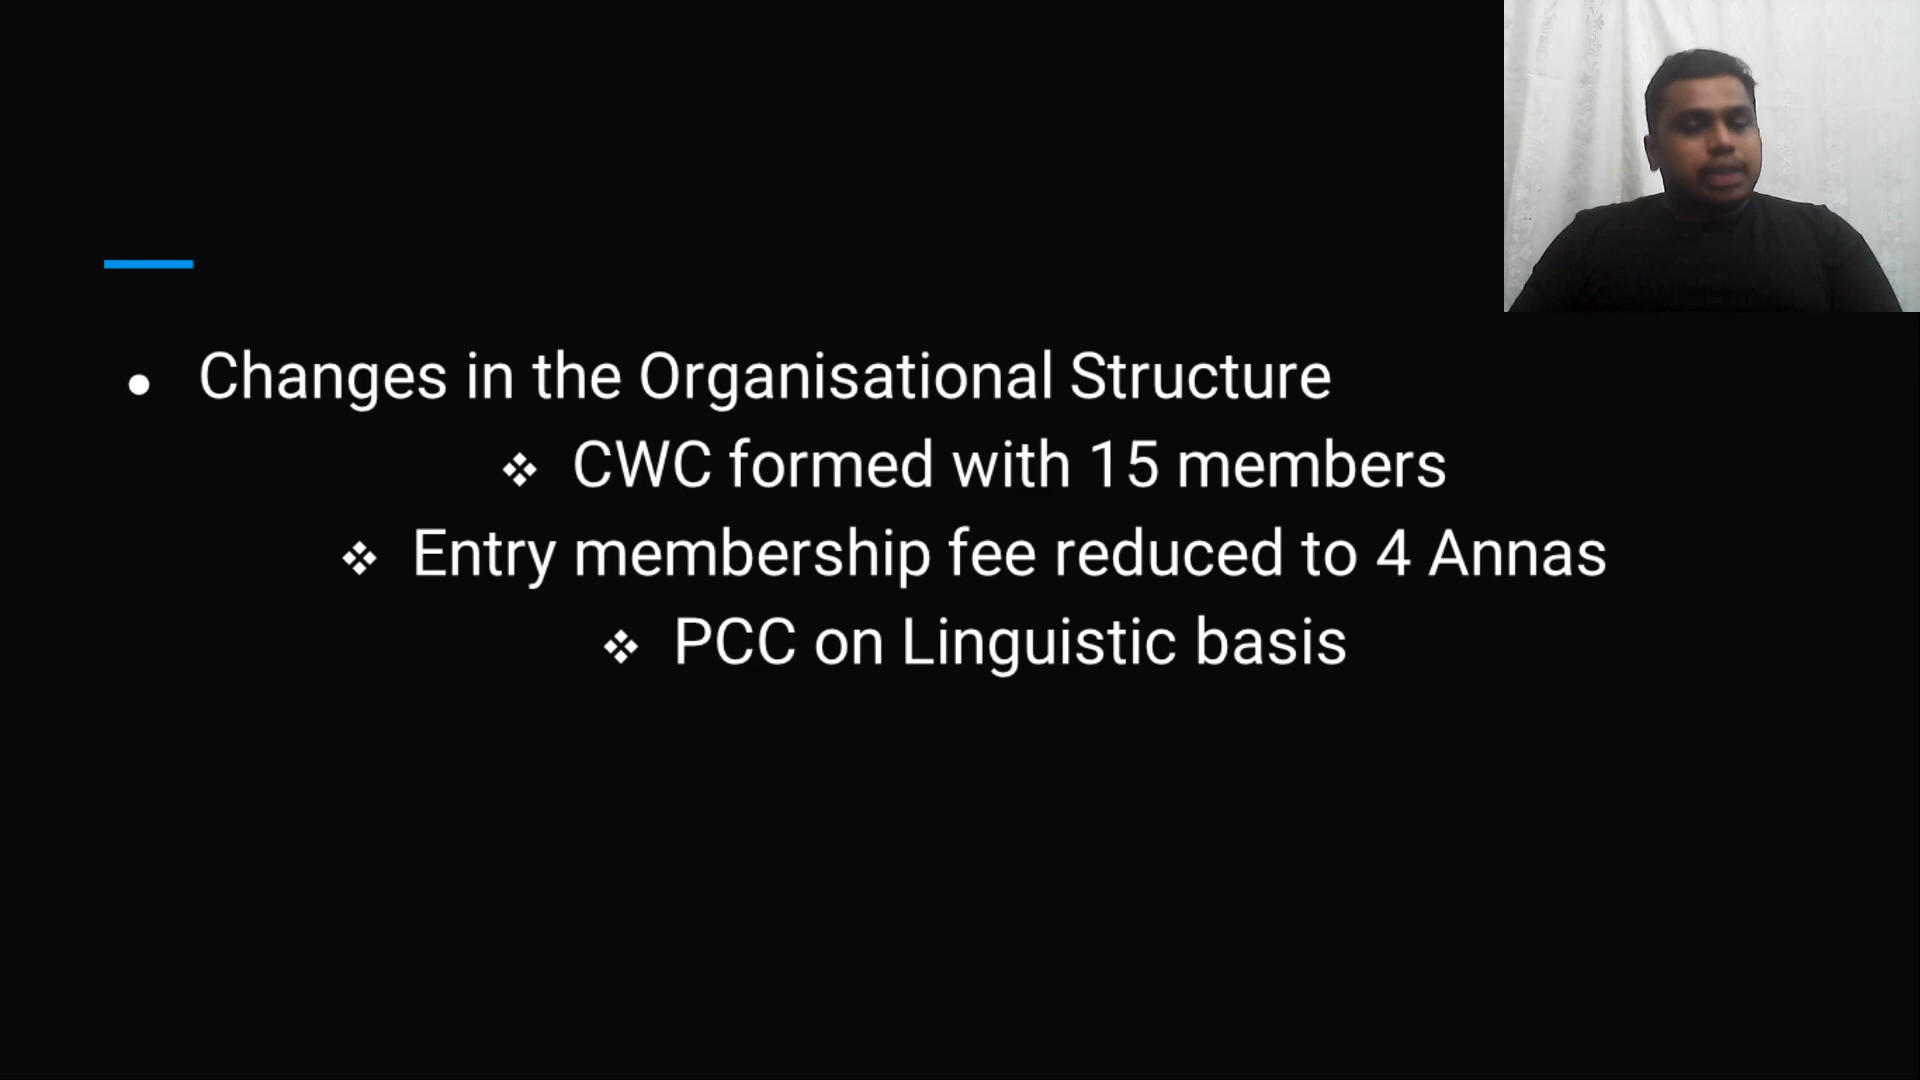 ● Changes in the Organisational Structure
❖ CWC formed with 15 members
❖ Entry membership fee reduced to 4 Annas
❖ PCC on Linguistic basis